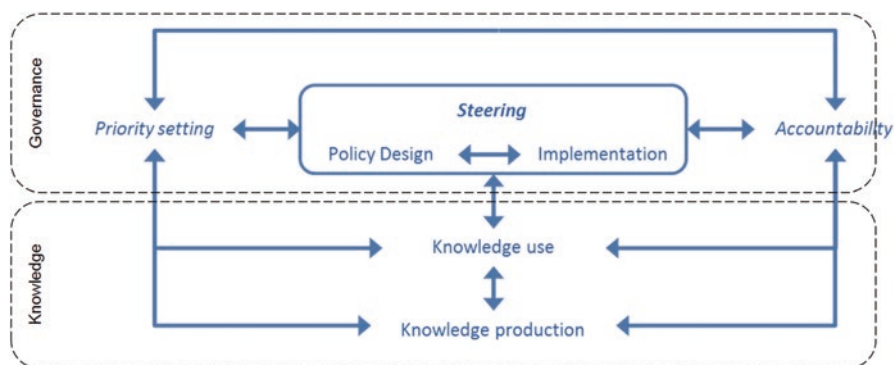 Governance
Steering
Priority setting
Accountability
Policy Design
Implementation
Knowledge
Knowledge use
Knowledge production